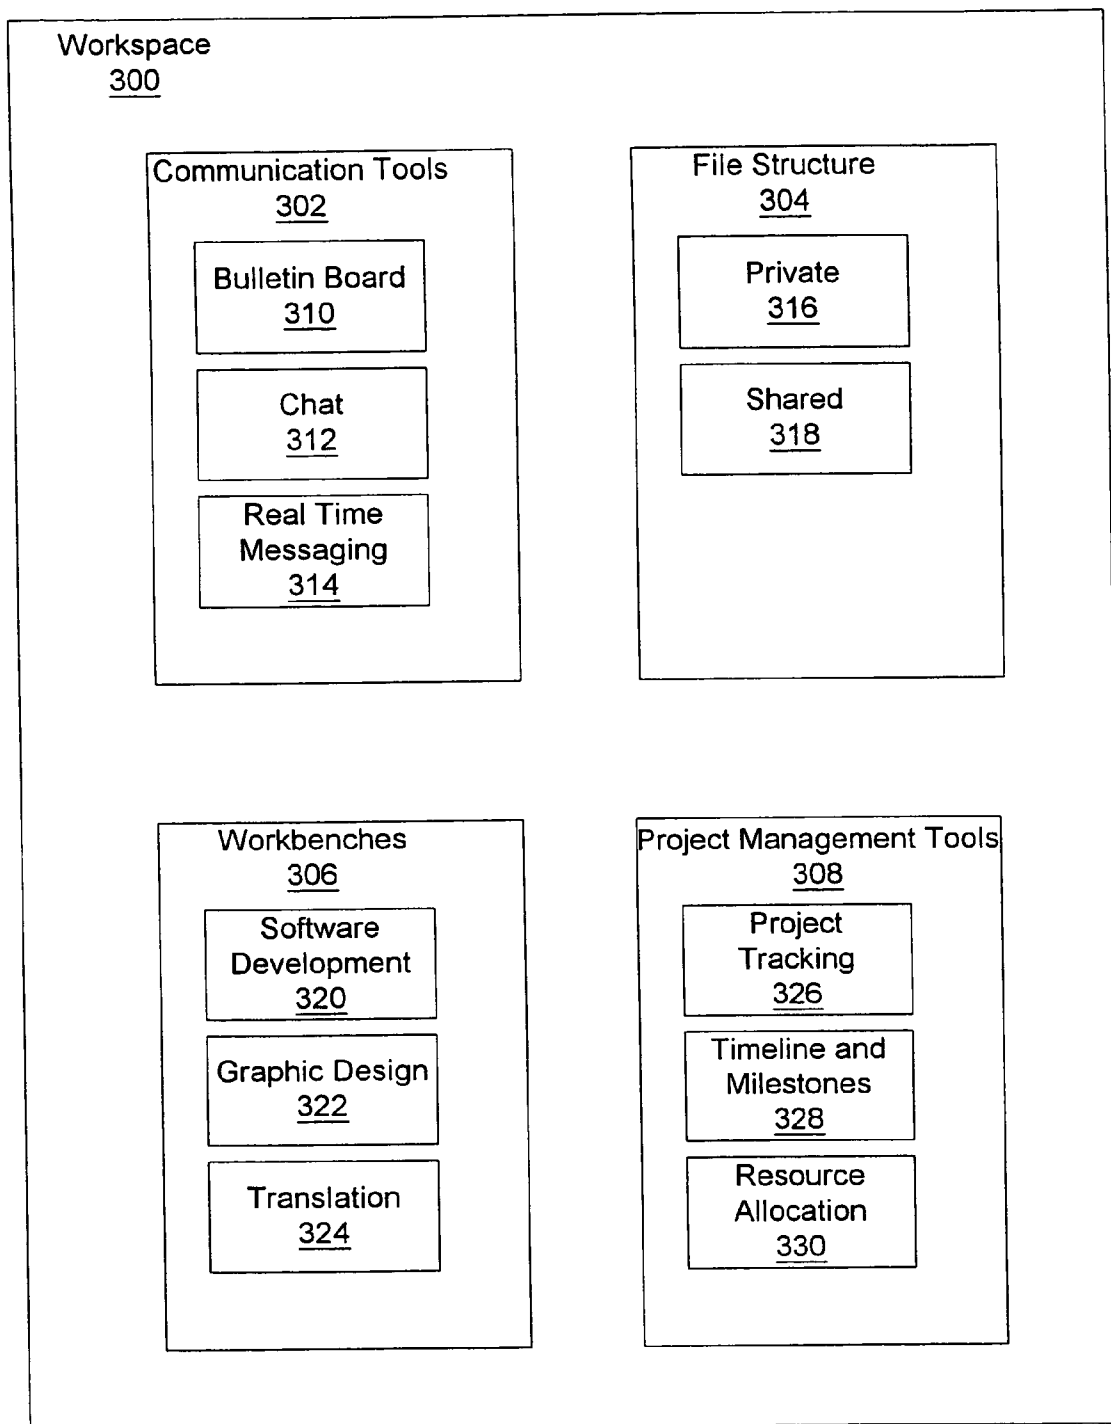 Workspace
300
Communication Tools
302
Bulletin Board
310
Chat
312
Real Time
Messaging
314
File Structure
304
Private
316
Shared
318
Workbenches
306
Software
Development
320
Graphic Design
322
Translation
324
Project Management Tools
308
Project
Tracking
326
Timeline and
Milestones
328
Resource
Allocation
330